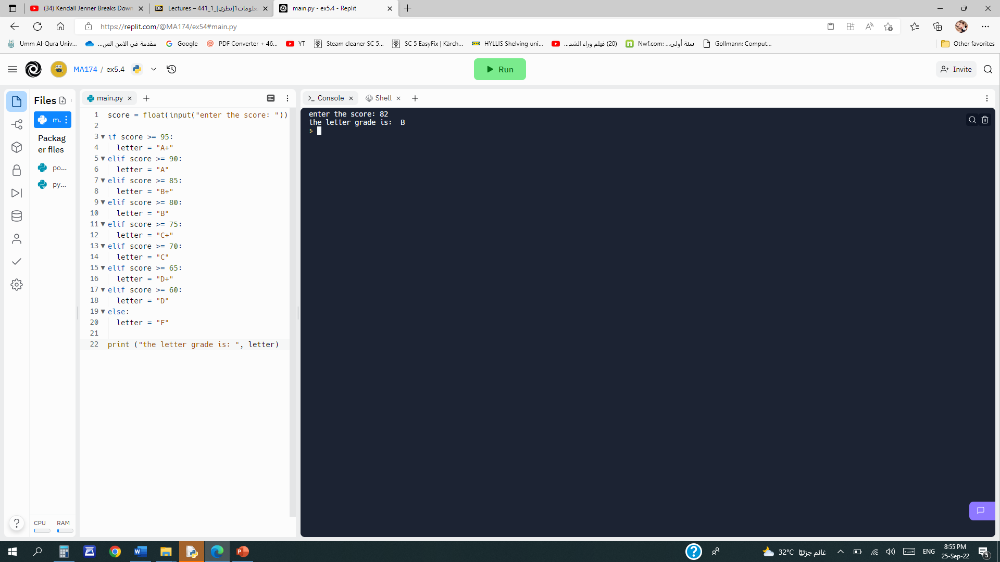 (34) Kendall Jenner Breaks Down
Lectures – 441_1_[نظري]1علومات
main.py - ex5.4 - Replit
https://replit.com/@MA174/ex54#main.py
Umm Al-Qura Univ...
مقدمة في الامن الس...
Google
PDF Converter + 46...
YT
Steam cleaner SC 5...
SC 5 EasyFix | Kärch...
HYLLIS Shelving uni...
(20) فيلم وراء الشم...
Nwf.com: سنة أولى...
Gollmann: Comput...
Other favorites
MA174 / ex5.4
Run
Invite
Files
m.
Packag
er files
po...
py...
CPU RAM
main.py
1 score = float(input("enter the score: "))
2
3 if score >= 95:
4 letter = "A+"
5 elif score >= 90:
6 letter = "A"
7 elif score >= 85:
8 letter = "B+"
9 elif score >= 80:
10 letter = "B"
11 elif score >= 75:
12 letter = "C+"
13 elif score >= 70:
14 letter = "C"
15 elif score >= 65:
16 letter = "D+"
17 elif score >= 60:
18 letter = "D"
19 else:
20 letter = "F"
21
22 print ("the letter grade is: ", letter)
Console
Shell
enter the score: 82
the letter grade is:  B
32°C غائم جزئيًا
ENG
8:55 PM
25-Sep-22
5